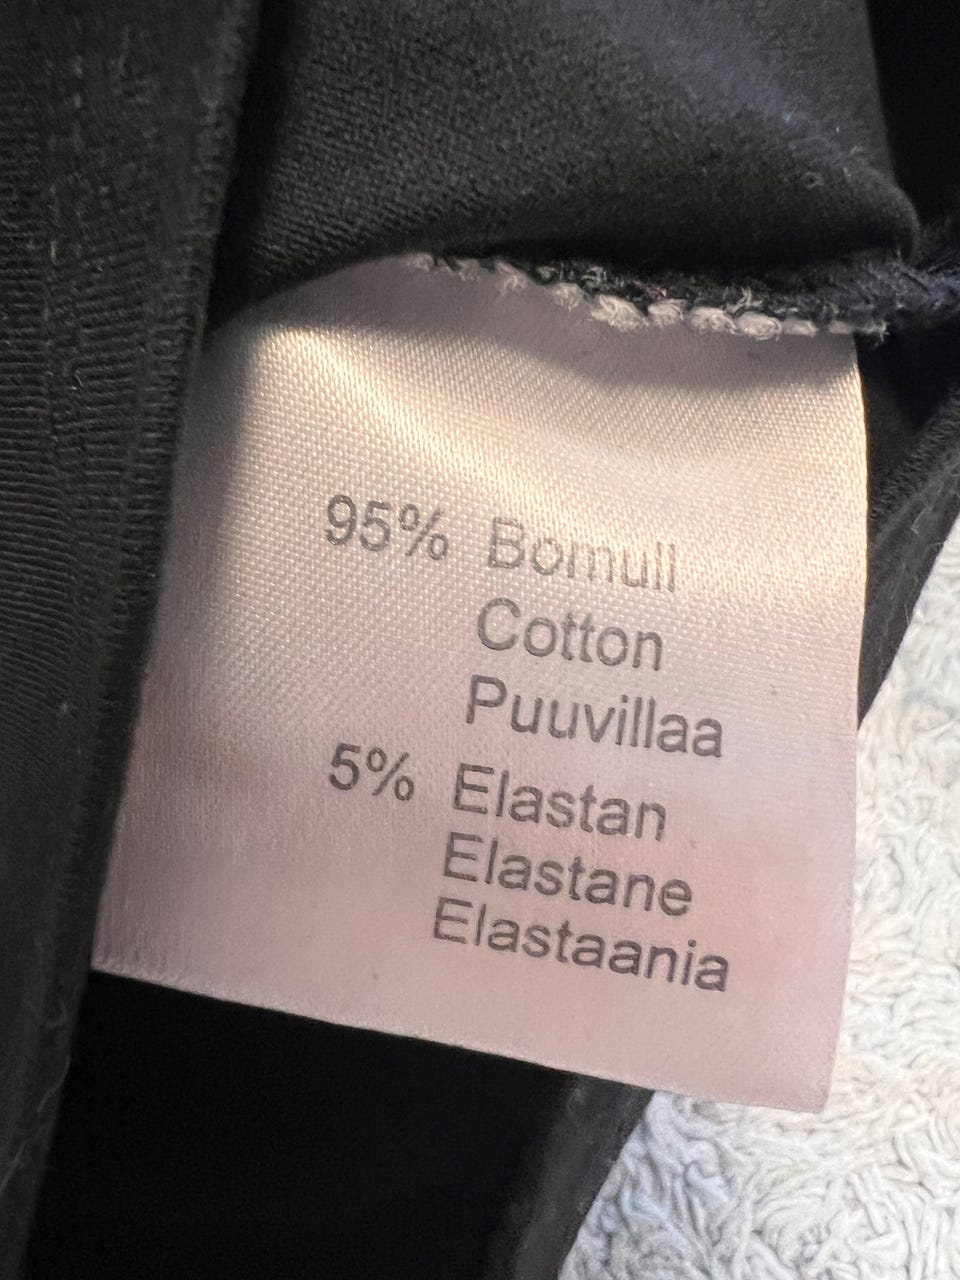 95% Bomull
Cotton
Puuvillaa
5% Elastan
Elastane
Elastaania